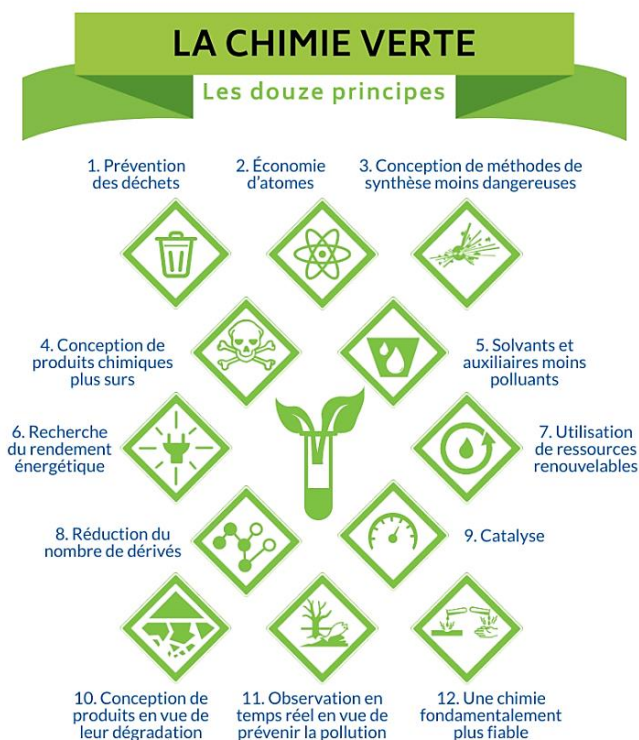 LA CHIMIE VERTE
Les douze principes
1. Prévention
des déchets
2. Économie
d'atomes
3. Conception de méthodes de
synthèse moins dangereuses
4. Conception de
produits chimiques
plus surs
5. Solvants et
auxiliaires moins
polluants
6. Recherche
du rendement
énergétique
7. Utilisation
de ressources
renouvelables
8. Réduction du
nombre de dérivés
9. Catalyse
10. Conception de
produits en vue de
leur dégradation
11. Observation en
temps réel en vue de
prévenir la pollution
12. Une chimie
fondamentalement
plus fiable